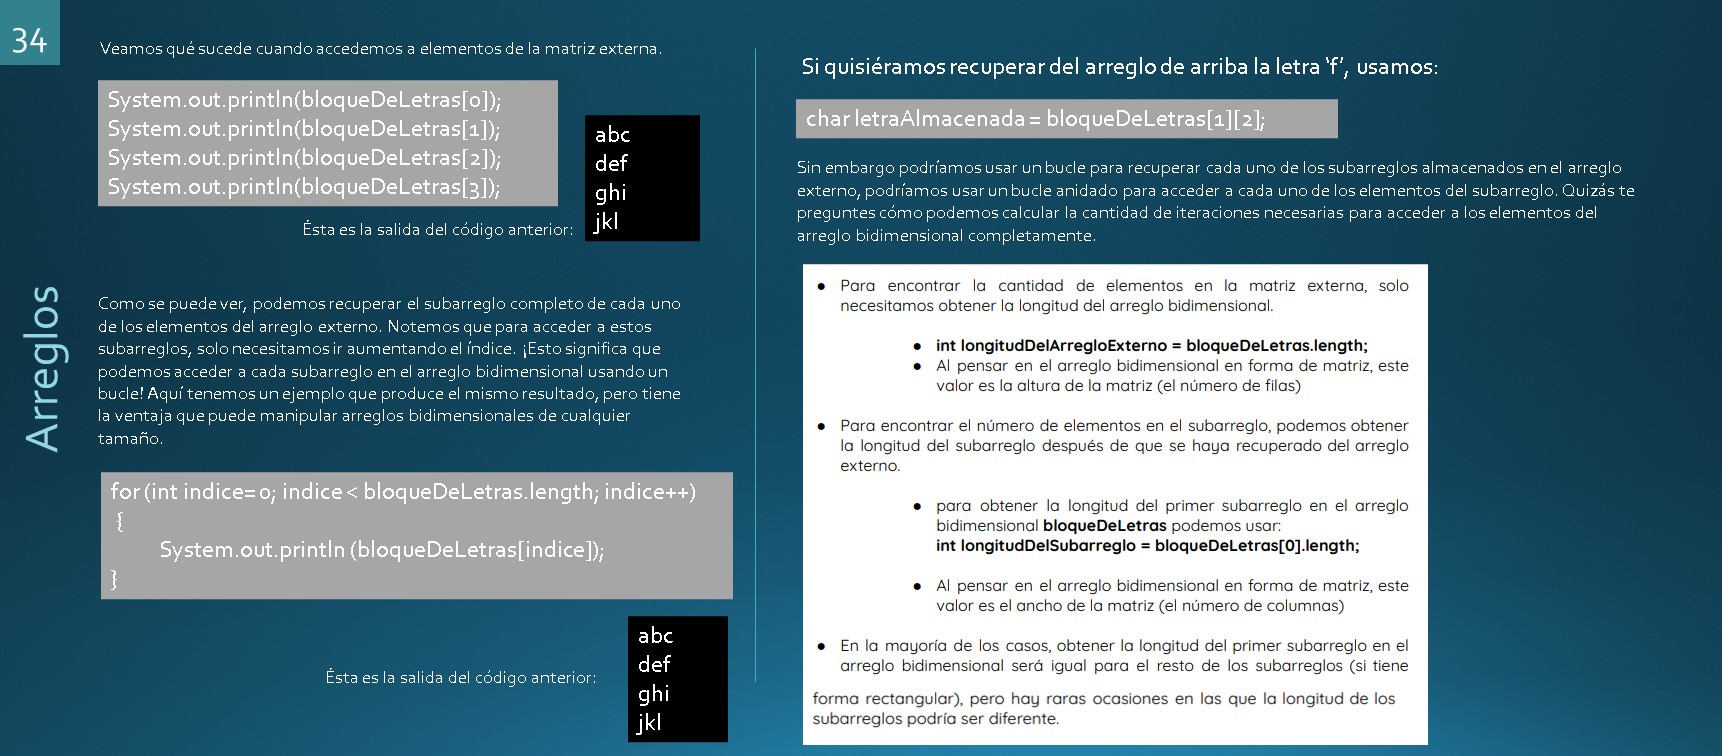 34
Arreglos
Veamos qué sucede cuando accedemos a elementos de la matriz externa.
System.out.println(bloqueDeLetras[0]);
System.out.println(bloqueDeLetras[1]);
System.out.println(bloqueDeLetras[2]);
System.out.println(bloqueDeLetras[3]);
Ésta es la salida del código anterior:
abc
def
ghi
jkl
Como se puede ver, podemos recuperar el subarreglo completo de cada uno
de los elementos del arreglo externo. Notemos que para acceder a estos
subarreglos, solo necesitamos ir aumentando el índice. ¡Esto significa que
podemos acceder a cada subarreglo en el arreglo bidimensional usando un
bucle! Aquí tenemos un ejemplo que produce el mismo resultado, pero tiene
la ventaja que puede manipular arreglos bidimensionales de cualquier
tamaño.
for (int indice= 0; indice < bloqueDeLetras.length; indice++)
{
System.out.println (bloqueDeLetras[indice]);
}
Ésta es la salida del código anterior:
abc
def
ghi
jkl
Si quisiéramos recuperar del arreglo de arriba la letra ‘f’, usamos:
char letraAlmacenada = bloqueDeLetras[1][2];
Sin embargo podríamos usar un bucle para recuperar cada uno de los subarreglos almacenados en el arreglo
externo, podríamos usar un bucle anidado para acceder a cada uno de los elementos del subarreglo. Quizás te
preguntes cómo podemos calcular la cantidad de iteraciones necesarias para acceder a los elementos del
arreglo bidimensional completamente.
● Para encontrar la cantidad de elementos en la matriz externa, solo
necesitamos obtener la longitud del arreglo bidimensional.
● int longitudDelArregloExterno = bloqueDeLetras.length;
● Al pensar en el arreglo bidimensional en forma de matriz, este
valor es la altura de la matriz (el número de filas)
● Para encontrar el número de elementos en el subarreglo, podemos obtener
la longitud del subarreglo después de que se haya recuperado del arreglo
externo.
● para obtener la longitud del primer subarreglo en el arreglo
bidimensional bloqueDeLetras podemos usar:
int longitudDelSubarreglo = bloqueDeLetras[0].length;
● Al pensar en el arreglo bidimensional en forma de matriz, este
valor es el ancho de la matriz (el número de columnas)
● En la mayoría de los casos, obtener la longitud del primer subarreglo en el
arreglo bidimensional será igual para el resto de los subarreglos (si tiene
forma rectangular), pero hay raras ocasiones en las que la longitud de los
subarreglos podría ser diferente.